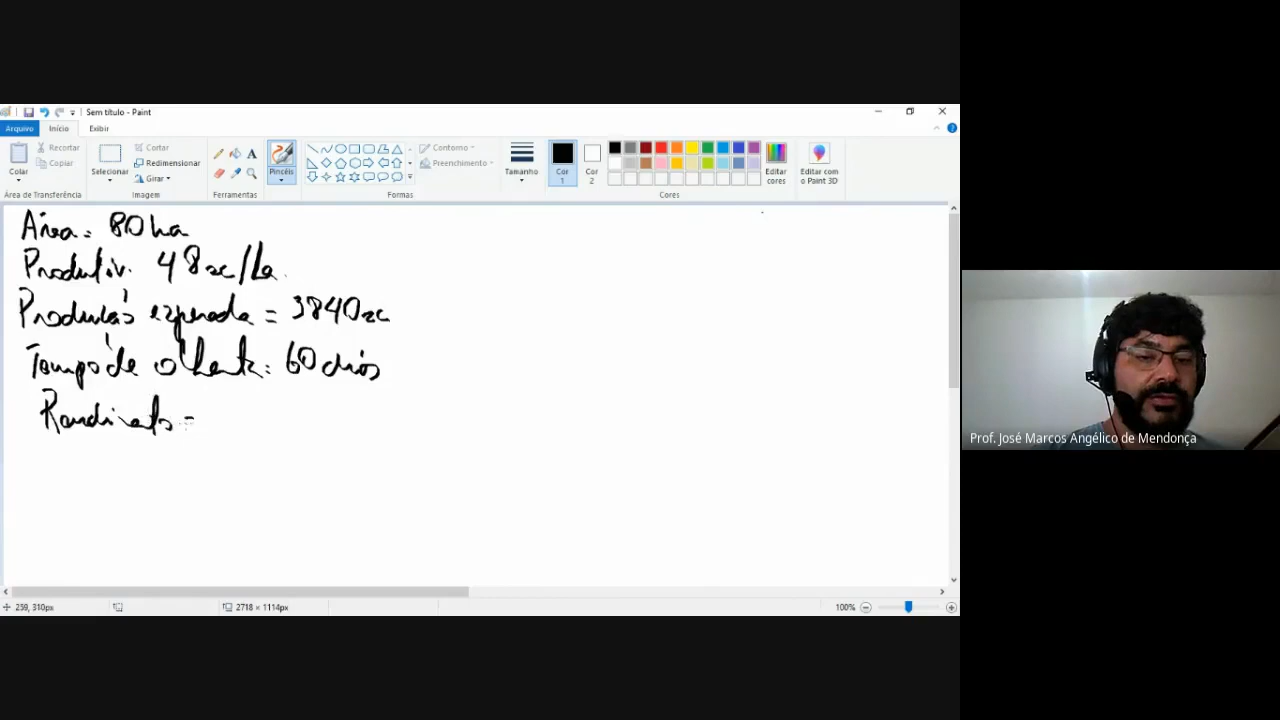 Sem título - Paint
Arquivo Início Exibir
Colar
Recortar
Copiar
Área de Transferência
Selecionar
Cortar
Redimensionar
Girar
Imagem
A
Ferramentas
Pincéis
Contorno
Preenchimento
Formas
Tamanho
Cor 1
Cor 2
Editar cores
Cores
Editar com o Paint 3D
Área = 80 ha
Produtiv. 48 sc/ha
Produção esperada = 3840 sc
Tempo de colheita: 60 dias
Rendimento =
Prof. José Marcos Angélico de Mendonça
259, 310px
2718 × 1114px
100%